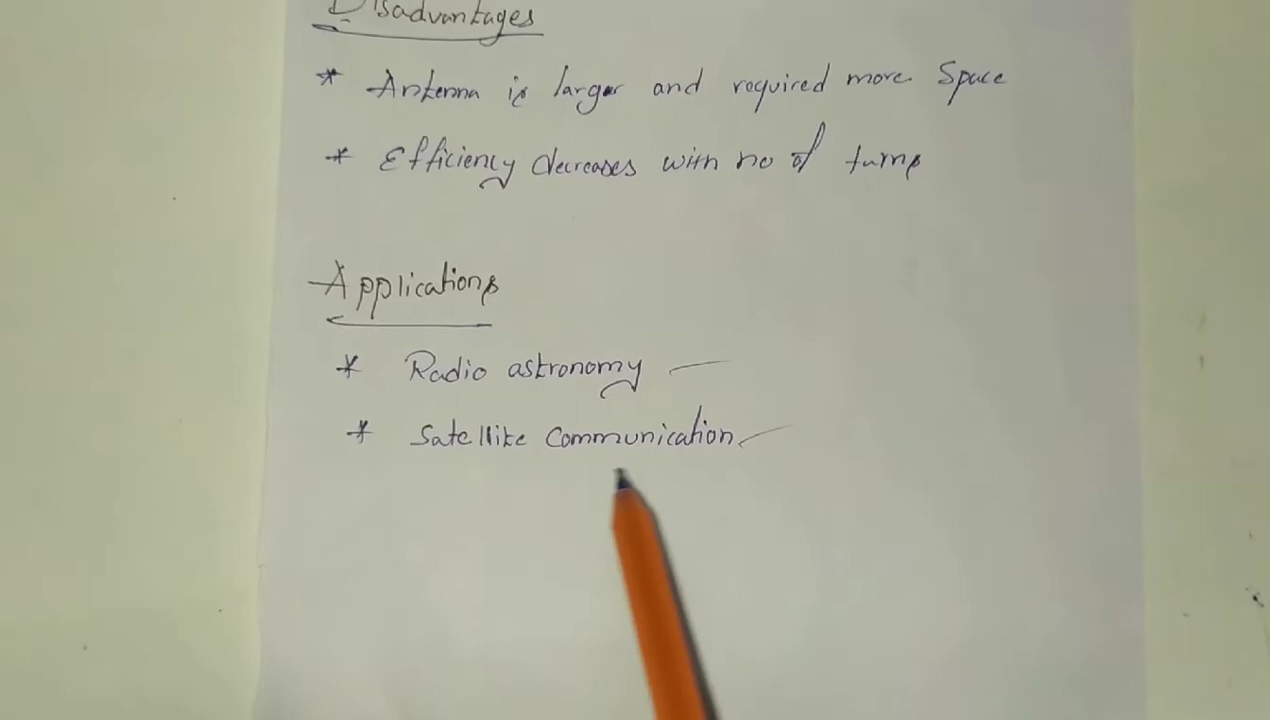 Disadvantages
* Antenna is larger and required more Space
* Efficiency decreases with no of turns
Applications
* Radio astronomy
* Satellite Communication